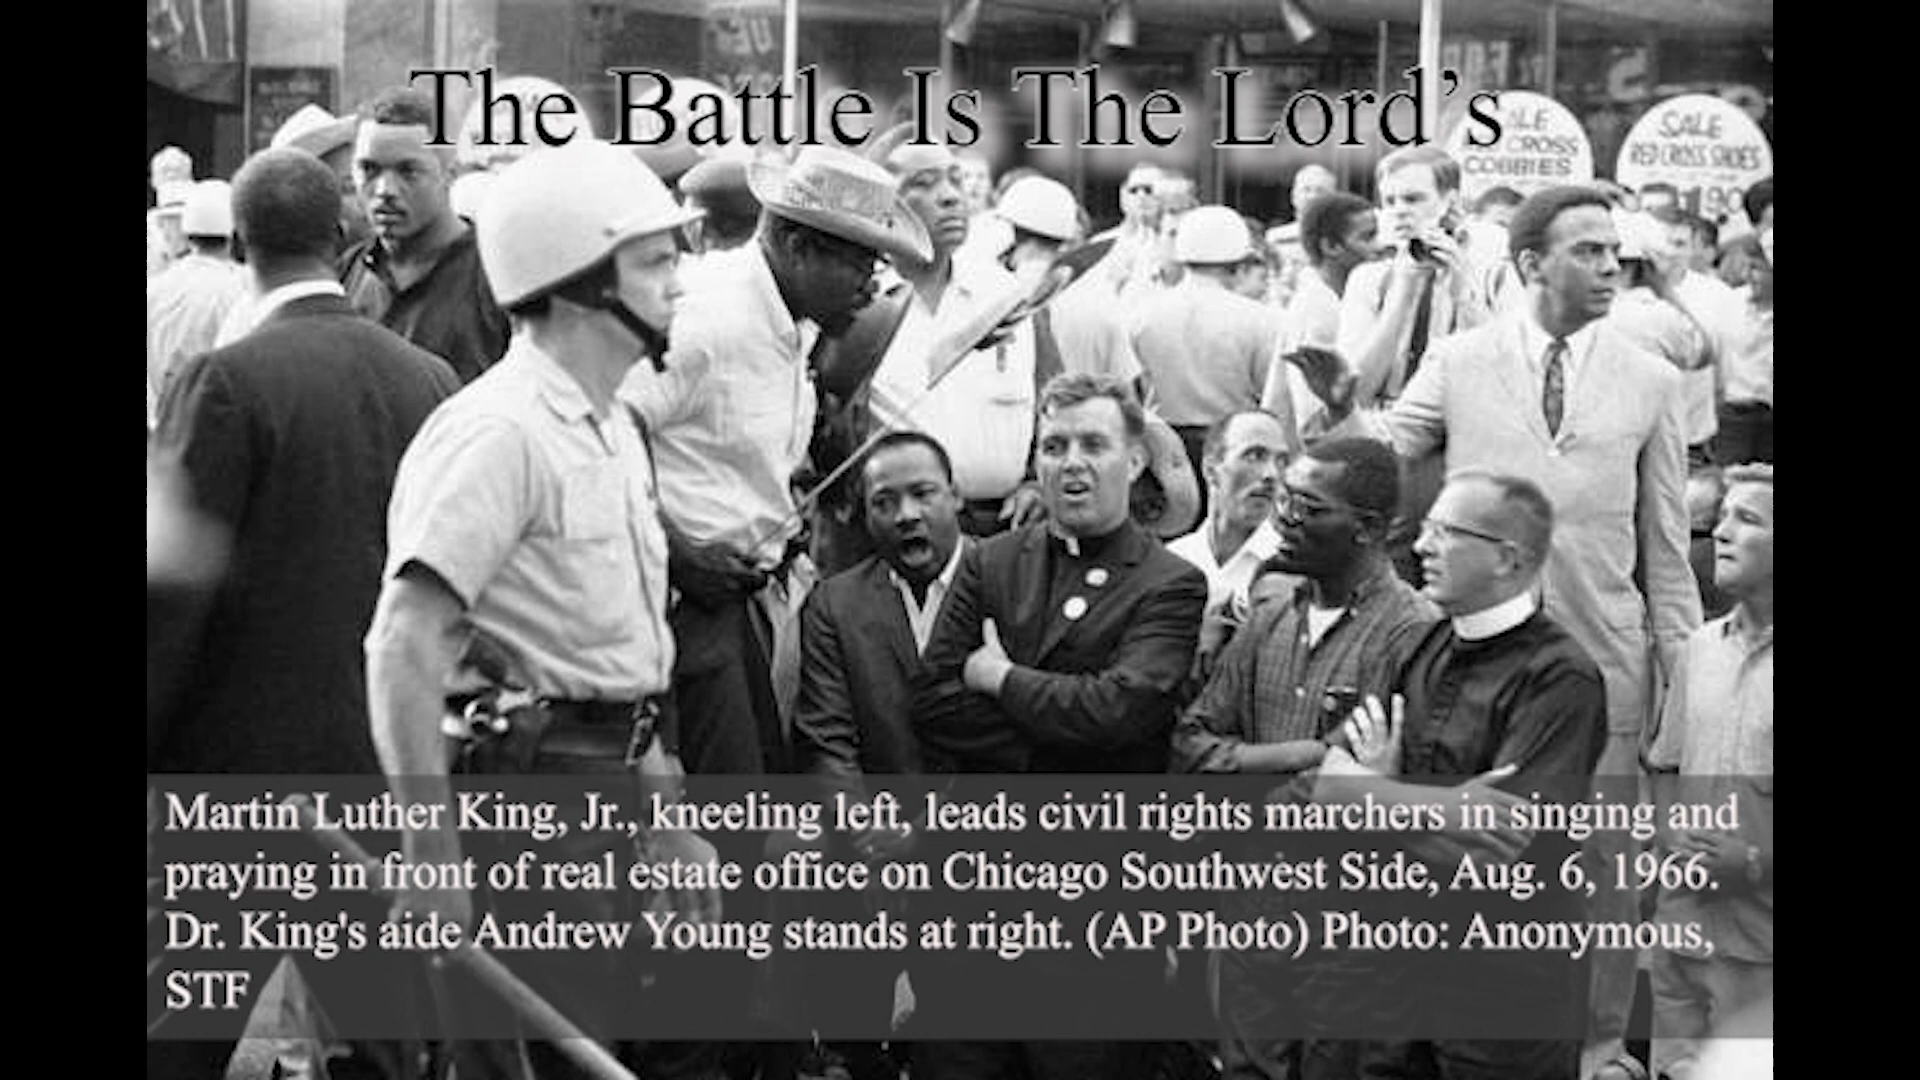 The Battle Is The Lord's
SALE
CROSS
COBBIES
SALE
RED CROSS SHOES
Martin Luther King, Jr., kneeling left, leads civil rights marchers in singing and
praying in front of real estate office on Chicago Southwest Side, Aug. 6, 1966.
Dr. King's aide Andrew Young stands at right. (AP Photo) Photo: Anonymous,
STF